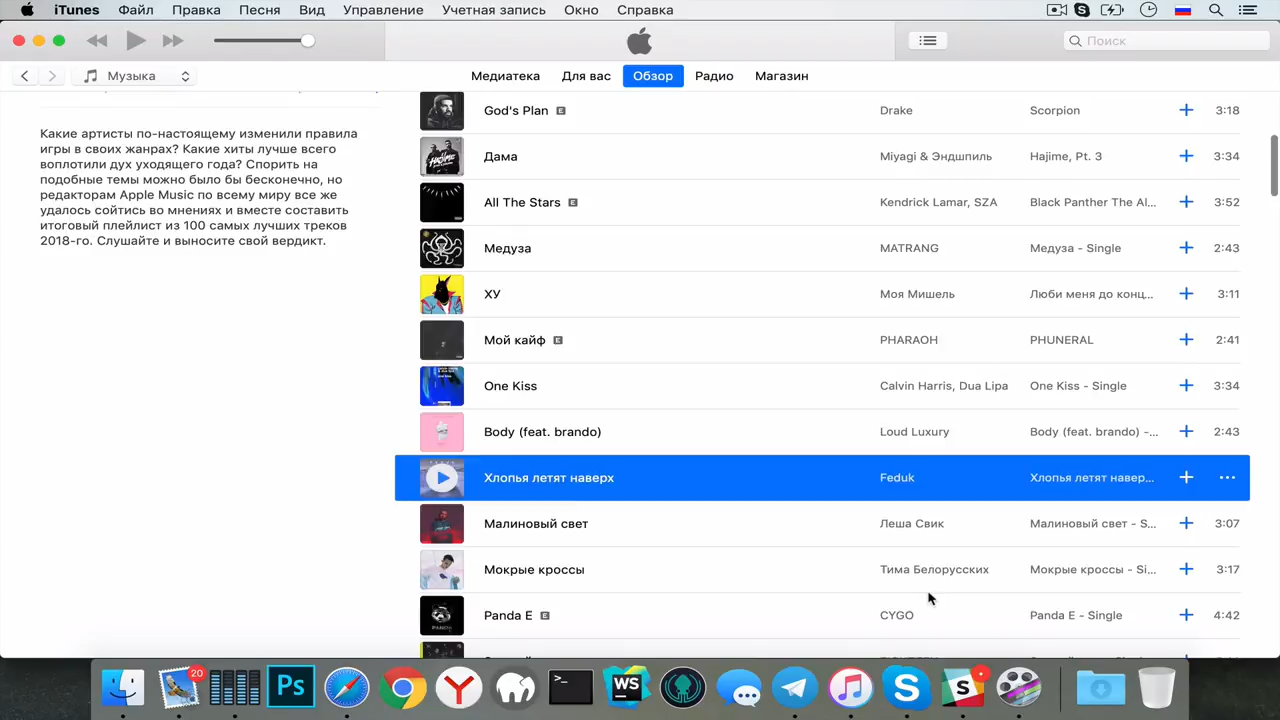 iTunes Файл Правка Песня Вид Управление Учетная запись Окно Справка
Поиск
Музыка Медиатека Для вас Обзор Радио Магазин
Какие артисты по-настоящему изменили правила
игры в своих жанрах? Какие хиты лучше всего
воплотили дух уходящего года? Спорить на
подобные темы можно было бы бесконечно, но
редакторам Apple Music по всему миру все же
удалось сойтись во мнениях и вместе составить
итоговый плейлист из 100 самых лучших треков
2018-го. Слушайте и выносите свой вердикт.
God's Plan E Drake Scorpion 3:18
Дама Miyagi & Эндшпиль Hajime, Pt. 3 3:34
All The Stars E Kendrick Lamar, SZA Black Panther The Al... 3:52
Медуза MATRANG Медуза - Single 2:43
ХУ Моя Мишель Люби меня до конц... 3:11
Мой кайф E PHARAOH PHUNERAL 2:41
One Kiss Calvin Harris, Dua Lipa One Kiss - Single 3:34
Body (feat. brando) Loud Luxury Body (feat. brando) -... 2:43
Хлопья летят наверх Feduk Хлопья летят наверх...
Малиновый свет Леша Свик Малиновый свет - S... 3:07
Мокрые кроссы Тима Белорусских Мокрые кроссы - Si... 3:17
Panda E E CYGO Panda E - Single 4:42
20
Ps
WS